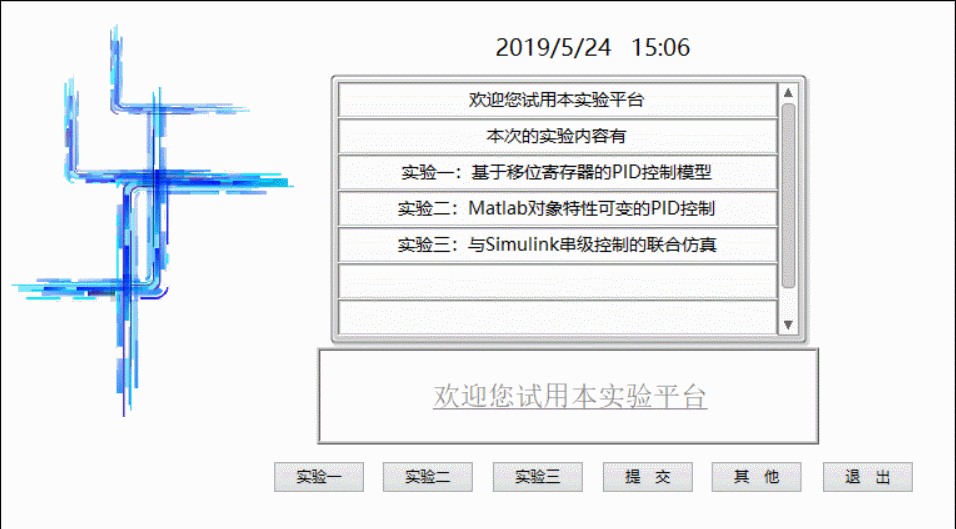 2019/5/24 15:06
欢迎您试用本实验平台
本次的实验内容有
实验一：基于移位寄存器的PID控制模型
实验二：Matlab对象特性可变的PID控制
实验三：与Simulink串级控制的联合仿真
欢迎您试用本实验平台
实验一 实验二 实验三 提 交 其 他 退 出